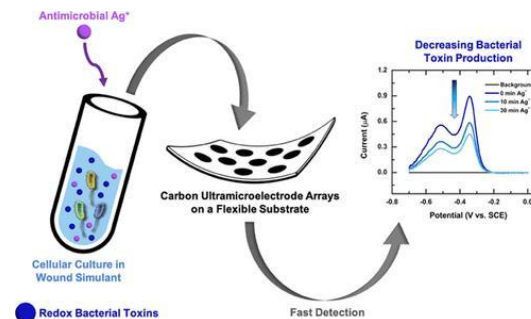 Antimicrobial Ag⁺
Cellular Culture in
Wound Simulant
Redox Bacterial Toxins
Carbon Ultramicroelectrode Arrays
on a Flexible Substrate
Fast Detection
Decreasing Bacterial
Toxin Production
Current (μA)
1.2
0.9
0.6
0.3
0.0
Background
0 min Ag⁺
10 min Ag⁺
30 min Ag⁺
-0.8
-0.6
-0.4
-0.2
0.0
Potential (V vs. SCE)